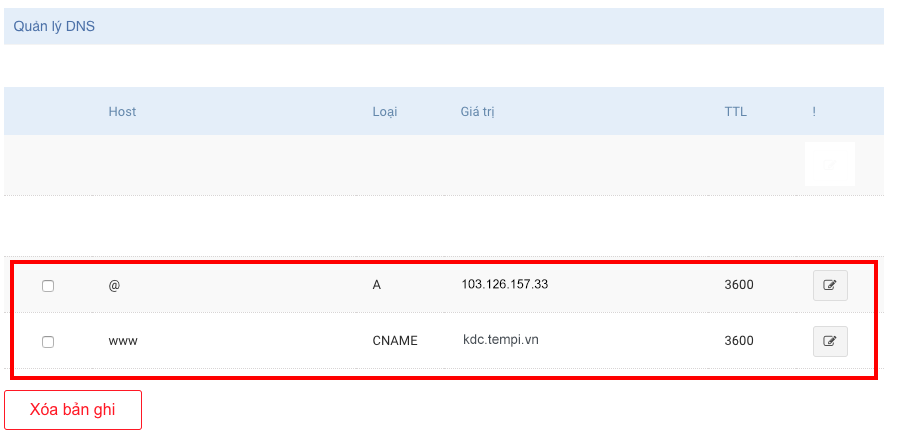 Quản lý DNS
Host Loại Giá trị TTL !
@ A 103.126.157.33 3600
www CNAME kdc.tempi.vn 3600
Xóa bản ghi